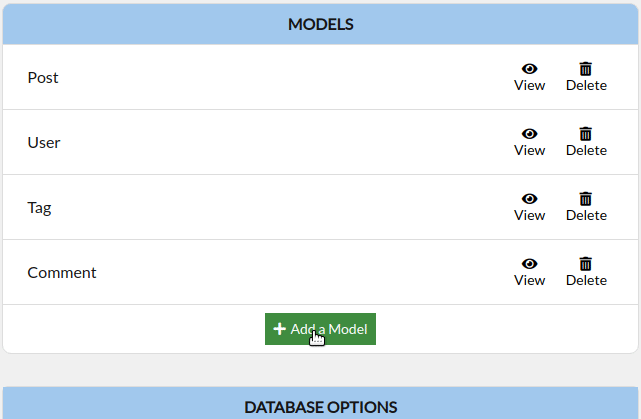 MODELS
Post
View Delete
User
View Delete
Tag
View Delete
Comment
View Delete
Add a Model
DATABASE OPTIONS